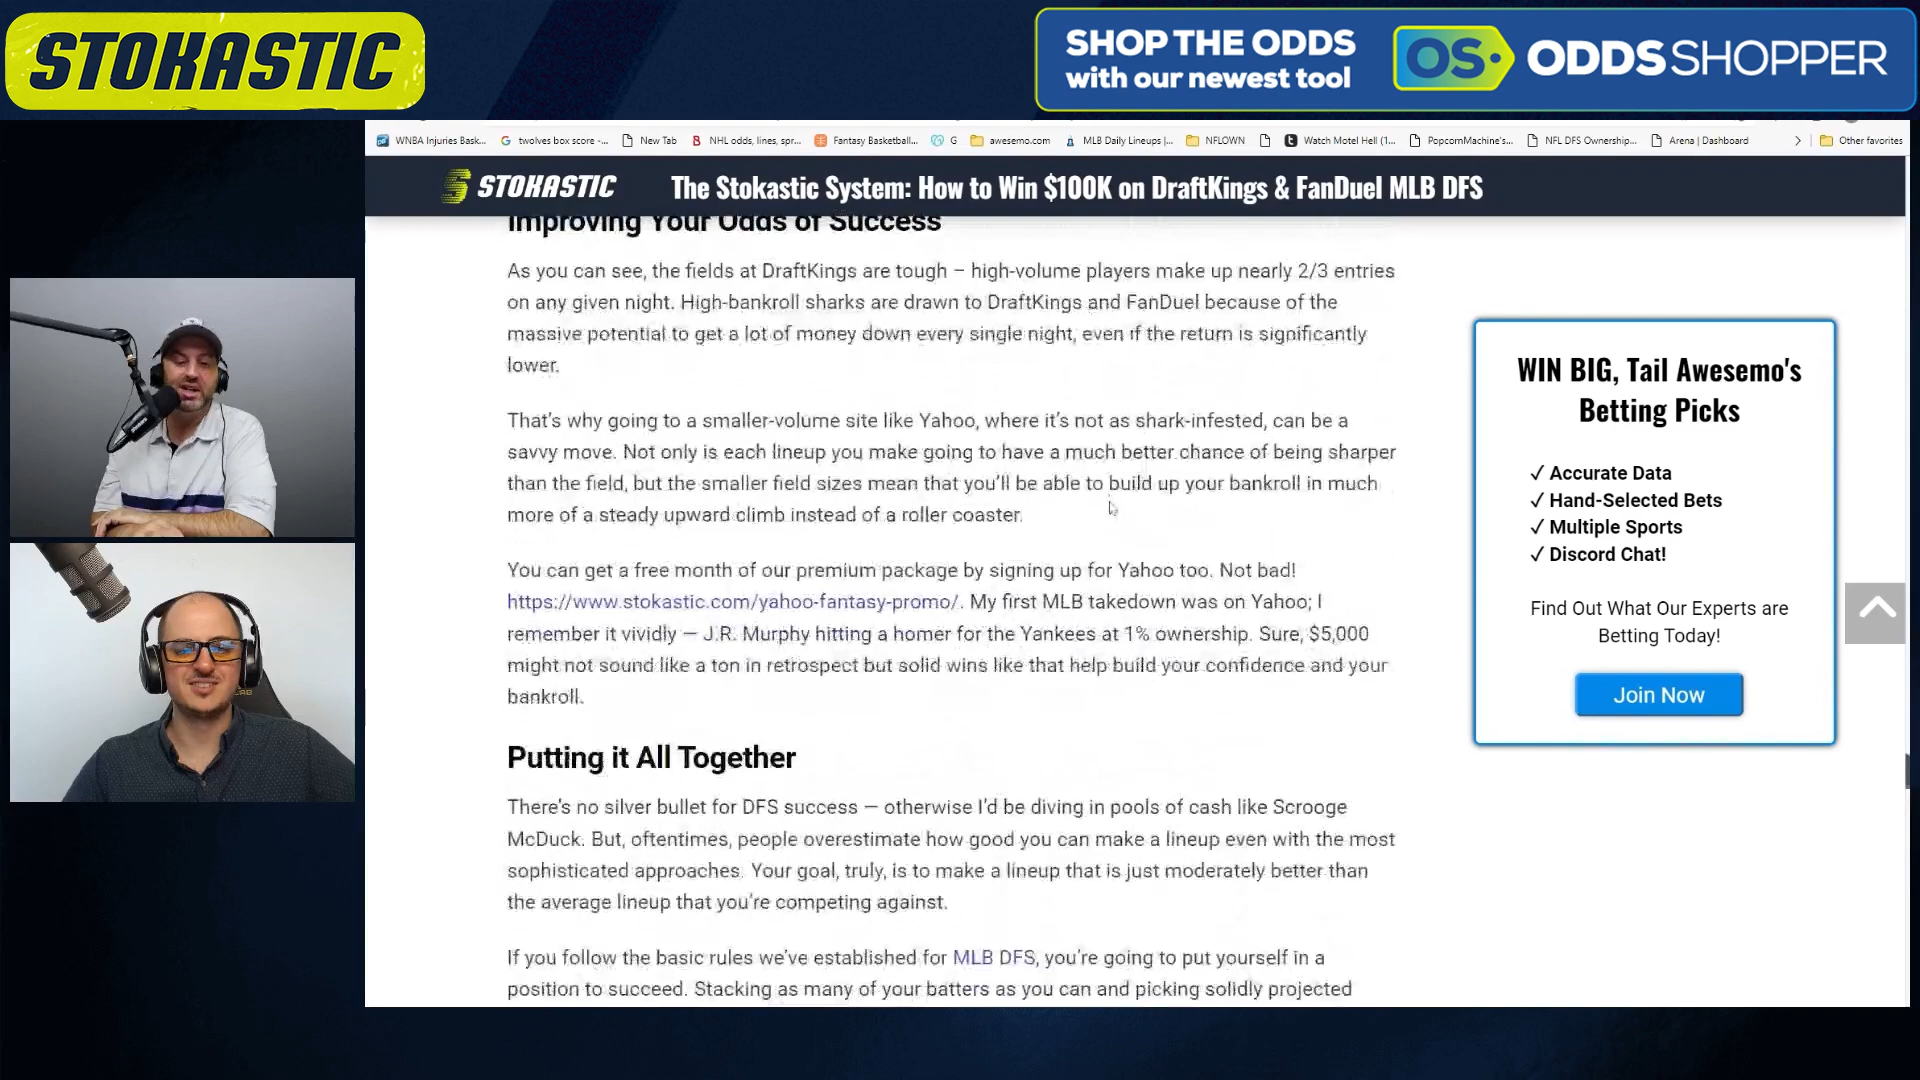 STOKASTIC
SHOP THE ODDS
with our newest tool
OS.
ODDSSHOPPER
WNBA Injuries Bask...
twolves box score -...
New Tab
NHL odds, lines, spr...
Fantasy Basketball...
G
awesemo.com
MLB Daily Lineups |...
NFLOWN
Watch Motel Hell (1...
PopcornMachine's...
NFL DFS Ownership...
Arena | Dashboard
Other favorites
STOKASTIC
The Stokastic System: How to Win $100K on DraftKings & FanDuel MLB DFS
Improving Your Odds of Success
As you can see, the fields at DraftKings are tough – high-volume players make up nearly 2/3 entries
on any given night. High-bankroll sharks are drawn to DraftKings and FanDuel because of the
massive potential to get a lot of money down every single night, even if the return is significantly
lower.
That's why going to a smaller-volume site like Yahoo, where it's not as shark-infested, can be a
savvy move. Not only is each lineup you make going to have a much better chance of being sharper
than the field, but the smaller field sizes mean that you'll be able to build up your bankroll in much
more of a steady upward climb instead of a roller coaster.
You can get a free month of our premium package by signing up for Yahoo too. Not bad!
https://www.stokastic.com/yahoo-fantasy-promo/. My first MLB takedown was on Yahoo; I
remember it vividly — J.R. Murphy hitting a homer for the Yankees at 1% ownership. Sure, $5,000
might not sound like a ton in retrospect but solid wins like that help build your confidence and your
bankroll.
Putting it All Together
There's no silver bullet for DFS success — otherwise I'd be diving in pools of cash like Scrooge
McDuck. But, oftentimes, people overestimate how good you can make a lineup even with the most
sophisticated approaches. Your goal, truly, is to make a lineup that is just moderately better than
the average lineup that you're competing against.
If you follow the basic rules we've established for MLB DFS, you're going to put yourself in a
position to succeed. Stacking as many of your batters as you can and picking solidly projected
WIN BIG, Tail Awesemo's
Betting Picks
✓ Accurate Data
✓ Hand-Selected Bets
✓ Multiple Sports
✓ Discord Chat!
Find Out What Our Experts are
Betting Today!
Join Now